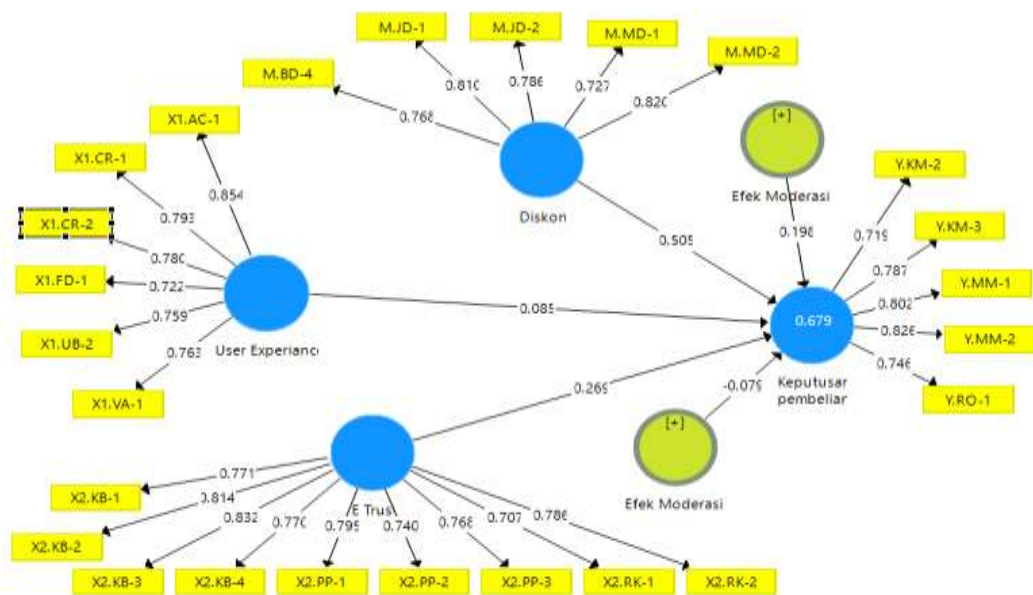 M.JD-1
M.JD-2
M.MD-1
M.MD-2
M.BD-4
0.810
0.786
0.727
0.820
0.768
X1.AC-1
X1.CR-1
X1.CR-2
X1.FD-1
X1.UB-2
X1.VA-1
0.854
0.793
0.780
0.722
0.759
0.763
User Experianc
Diskon
[+]
Efek Moderasi
0.198
0.505
0.085
0.269
-0.079
[+]
Efek Moderasi
0.679
Keputusar
pembeliar
Y.KM-2
Y.KM-3
Y.MM-1
Y.MM-2
Y.RO-1
0.719
0.787
0.802
0.826
0.746
E Trus
0.771
0.814
0.832
0.770
0.795
0.740
0.768
0.707
0.786
X2.KB-1
X2.KB-2
X2.KB-3
X2.KB-4
X2.PP-1
X2.PP-2
X2.PP-3
X2.RK-1
X2.RK-2